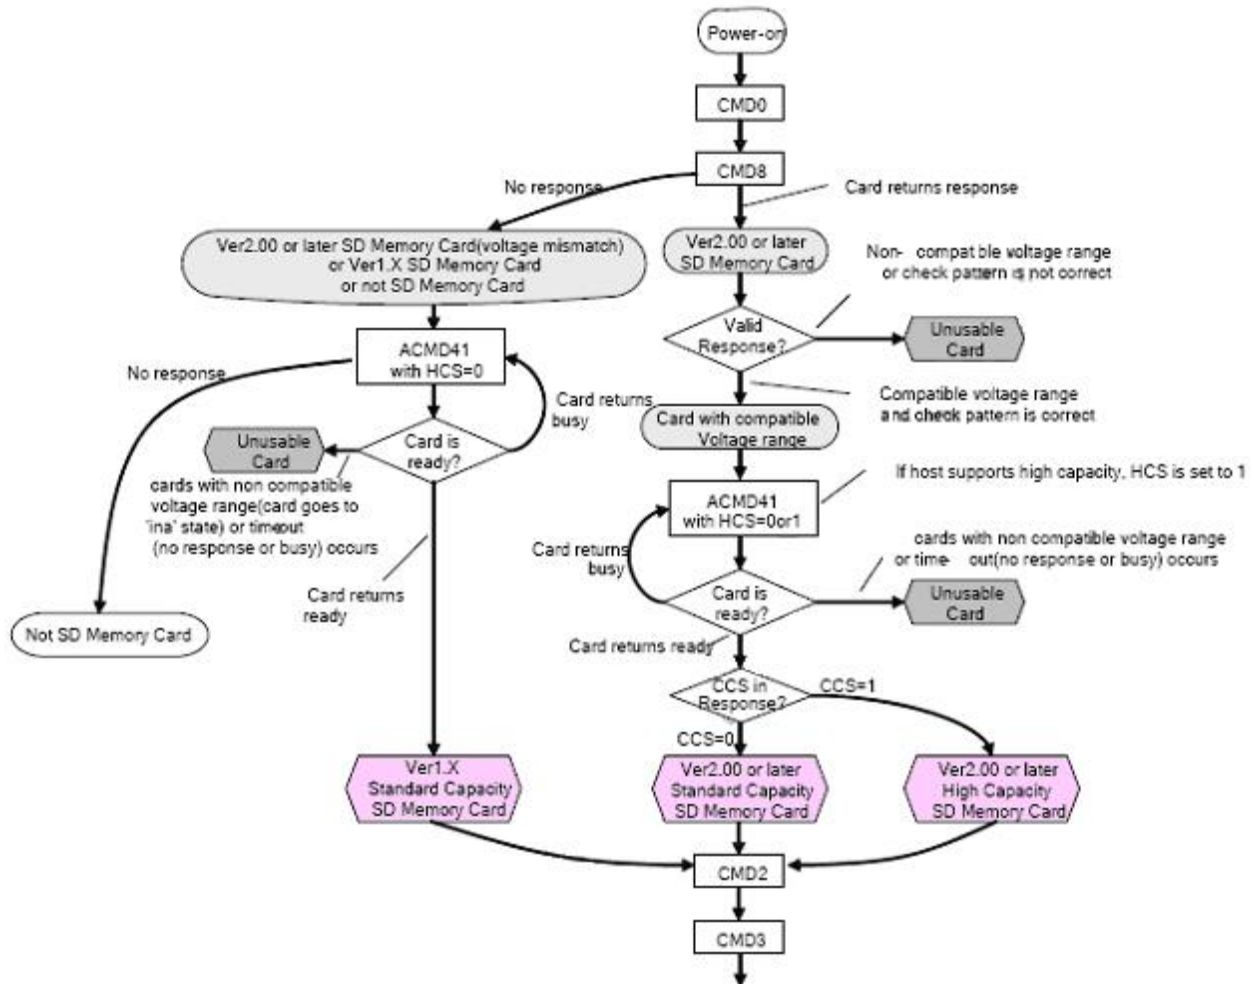 Power-on
CMD0
CMD8
No response
Card returns response
Ver2.00 or later SD Memory Card(voltage mismatch)
or Ver1.X SD Memory Card
or not SD Memory Card
Ver2.00 or later
SD Memory Card
Non- compatible voltage range
or check pattern is not correct
Valid
Response?
Unusable
Card
ACMD41
with HCS=0
No response
Card returns
busy
Compatible voltage range
and check pattern is correct
Card with compatible
Voltage range
Unusable
Card
Card is
ready?
cards with non compatible
voltage range(card goes to
'ina' state) or timeout
(no response or busy) occurs
If host supports high capacity, HCS is set to 1
ACMD41
with HCS=0or1
Card returns
busy
cards with non compatible voltage range
or time- out(no response or busy) occurs
Card is
ready?
Unusable
Card
Card returns
ready
Not SD Memory Card
Card returns ready
CCS in
Response?
CCS=1
CCS=0
Ver1.X
Standard Capacity
SD Memory Card
Ver2.00 or later
Standard Capacity
SD Memory Card
Ver2.00 or later
High Capacity
SD Memory Card
CMD2
CMD3